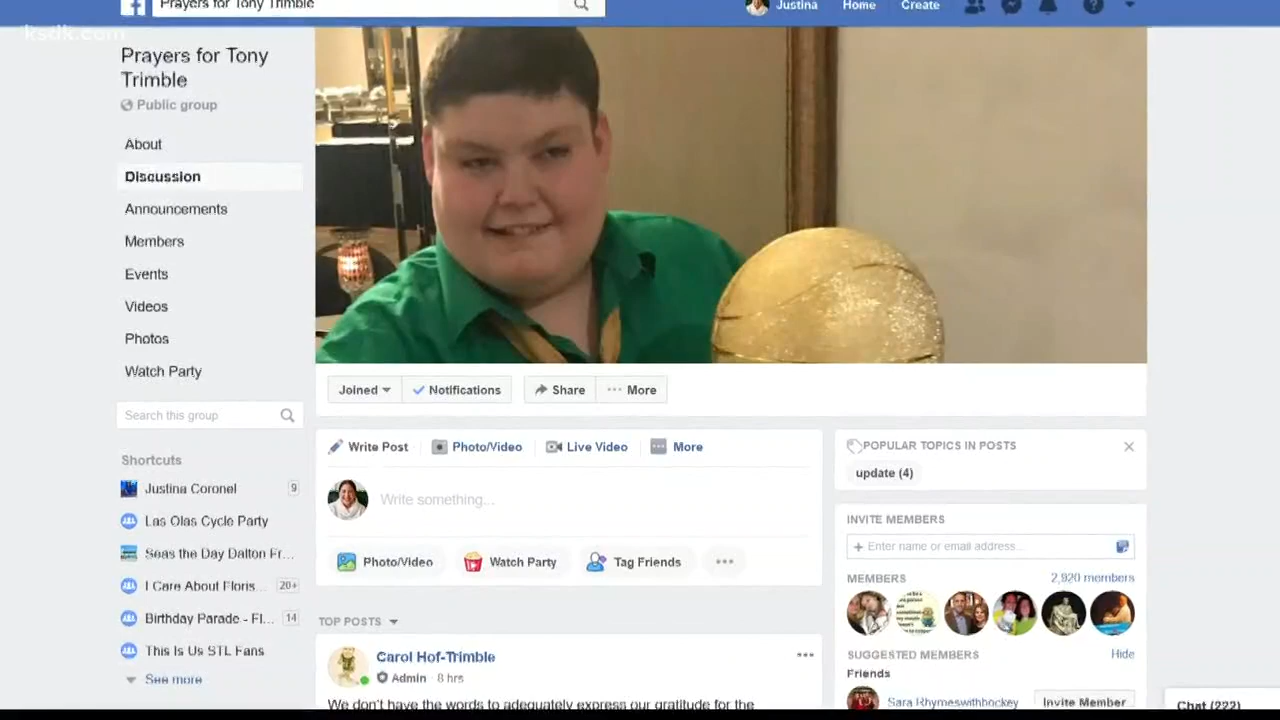 Prayers for Tony Trimble
Justina
Home
Create
ksdk.com
Prayers for Tony
Trimble
Public group
About
Discussion
Announcements
Members
Events
Videos
Photos
Watch Party
Search this group
Shortcuts
Justina Coronel
9
Las Olas Cycle Party
Seas the Day Dalton Fr...
I Care About Floris...
20+
Birthday Parade - Fl...
14
This Is Us STL Fans
See more
Joined
Notifications
Share
More
Write Post
Photo/Video
Live Video
More
Write something...
Photo/Video
Watch Party
Tag Friends
TOP POSTS
Carol Hof-Trimble
Admin · 8 hrs
We don't have the words to adequately express our gratitude for the
POPULAR TOPICS IN POSTS
update (4)
INVITE MEMBERS
+ Enter name or email address...
MEMBERS
2,920 members
SUGGESTED MEMBERS
Hide
Friends
Sara Rhymeswithhockey
Invite Member
Chat (222)